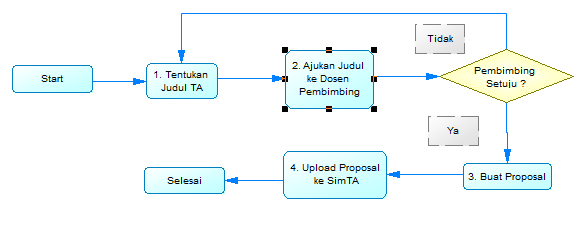 Start
1. Tentukan
Judul TA
2. Ajukan Judul
ke Dosen
Pembimbing
Tidak
Pembimbing
Setuju ?
Ya
3. Buat Proposal
4. Upload Proposal
ke SimTA
Selesai